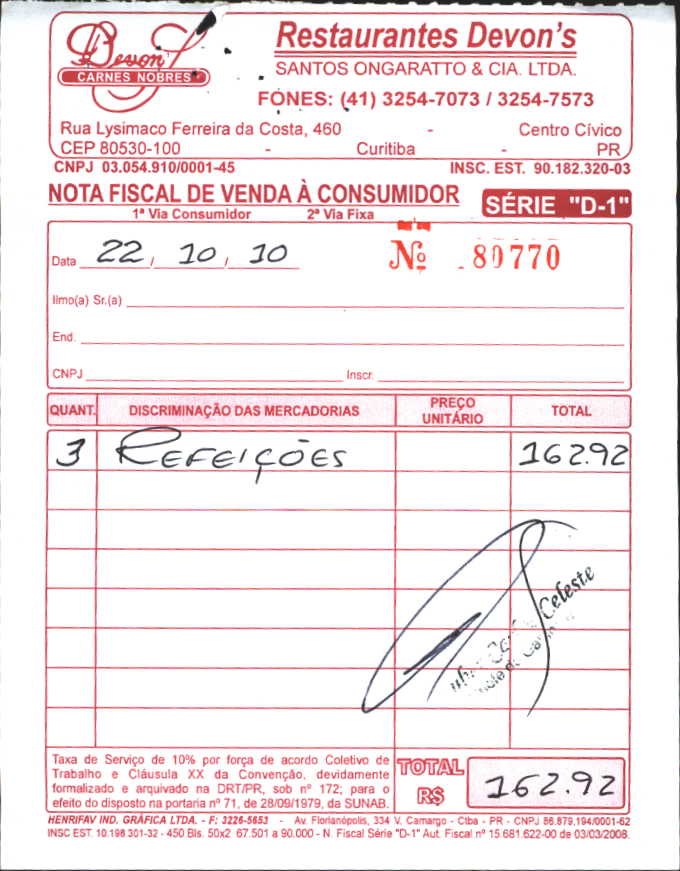 Devon's
CARNES NOBRES
Restaurantes Devon's
SANTOS ONGARATTO & CIA. LTDA.
FONES: (41) 3254-7073 / 3254-7573
Rua Lysimaco Ferreira da Costa, 460 - Centro Cívico
CEP 80530-100 - Curitiba - PR
CNPJ 03.054.910/0001-45 INSC. EST. 90.182.320-03
NOTA FISCAL DE VENDA À CONSUMIDOR SÉRIE "D-1"
1ª Via Consumidor 2ª Via Fixa
Data 22, 10, 10 Nº 80770
Ilmo(a) Sr.(a)
End.
CNPJ Inscr.
QUANT. DISCRIMINAÇÃO DAS MERCADORIAS PREÇO UNITÁRIO TOTAL
3 REFEIÇÕES 162.92
Celeste
Taxa de Serviço de 10% por força de acordo Coletivo de
Trabalho e Cláusula XX da Convenção, devidamente
formalizado e arquivado na DRT/PR, sob nº 172; para o
efeito do disposto na portaria nº 71, de 28/09/1979, da SUNAB.
TOTAL R$ 162.92
HENRIFAV IND. GRÁFICA LTDA. - F: 3226-5653 - Av. Florianópolis, 334 V. Camargo - Ctba - PR - CNPJ 86.879.194/0001-62
INSC EST. 10.198.301-32 - 450 Bls. 50x2 67.501 a 90.000 - N. Fiscal Série "D-1" Aut. Fiscal nº 15.681.622-00 de 03/03/2008.